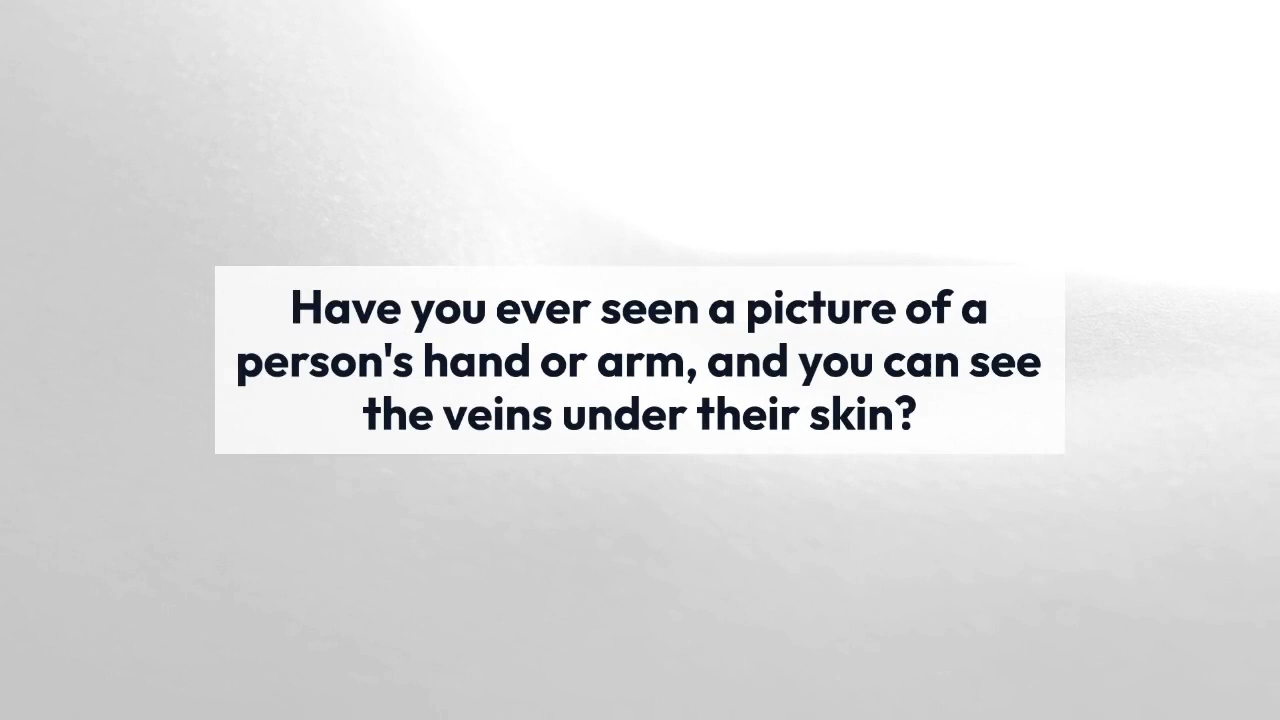 Have you ever seen a picture of a
person's hand or arm, and you can see
the veins under their skin?